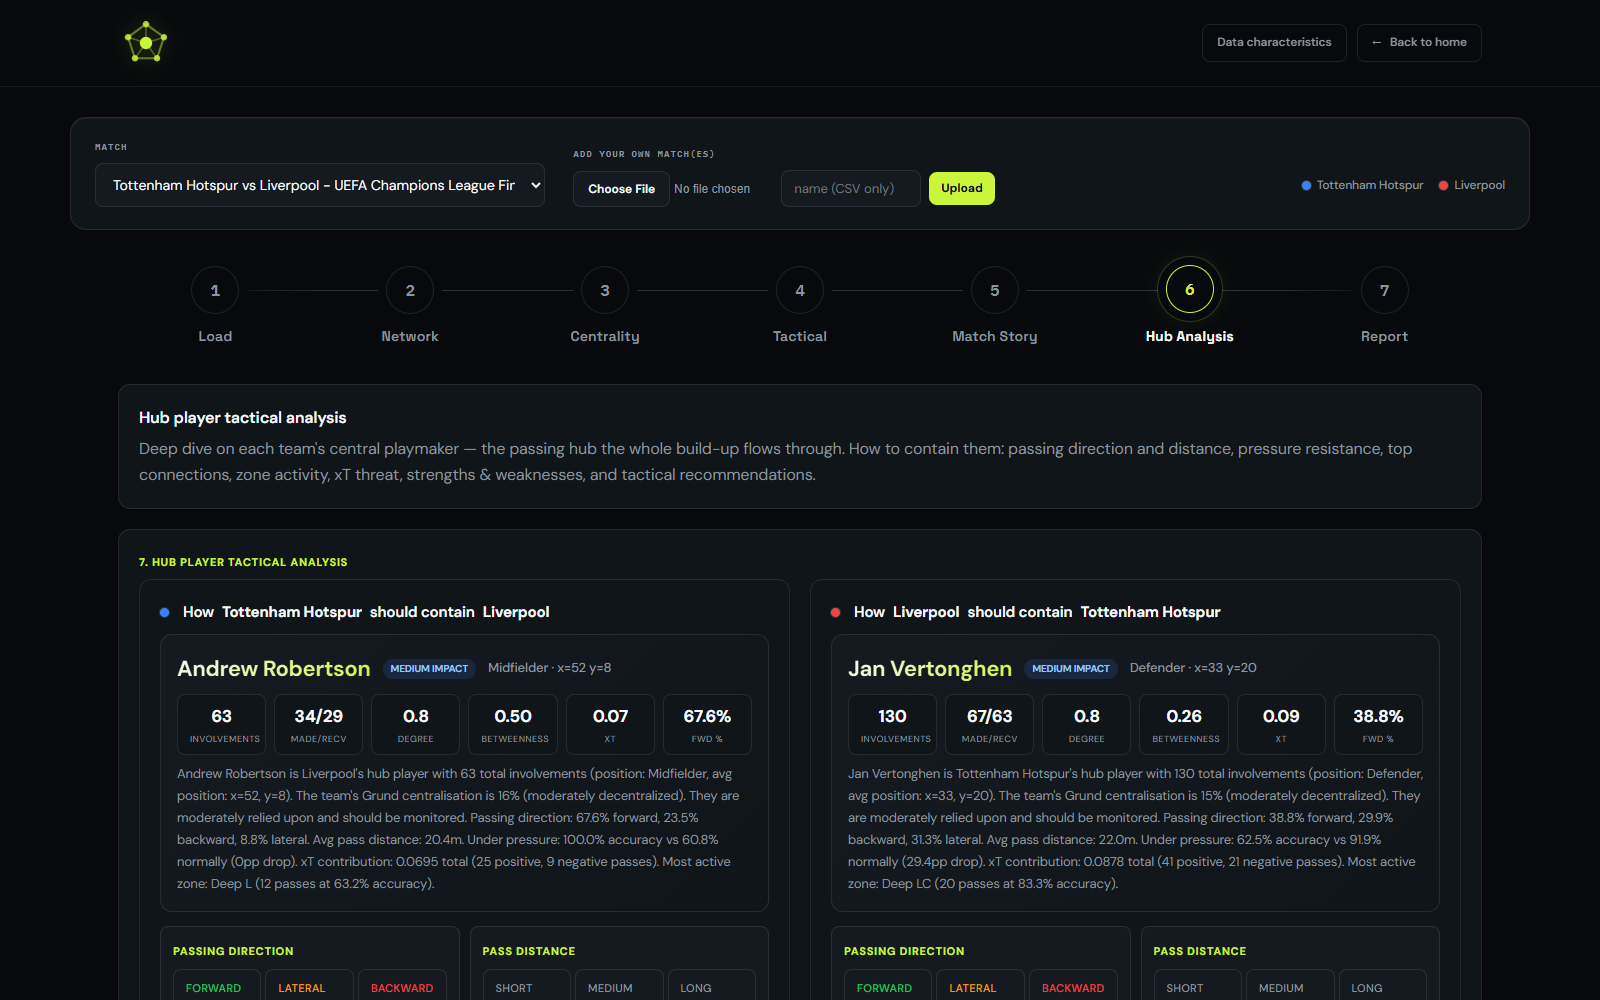 Data characteristics
← Back to home
MATCH
Tottenham Hotspur vs Liverpool - UEFA Champions League Fir
ADD YOUR OWN MATCH(ES)
Choose File No file chosen
name (CSV only)
Upload
Tottenham Hotspur
Liverpool
1
2
3
4
5
6
7
Load
Network
Centrality
Tactical
Match Story
Hub Analysis
Report
Hub player tactical analysis
Deep dive on each team's central playmaker — the passing hub the whole build-up flows through. How to contain them: passing direction and distance, pressure resistance, top
connections, zone activity, xT threat, strengths & weaknesses, and tactical recommendations.
7. HUB PLAYER TACTICAL ANALYSIS
How Tottenham Hotspur should contain Liverpool
Andrew Robertson MEDIUM IMPACT Midfielder · x=52 y=8
63 34/29 0.8 0.50 0.07 67.6%
INVOLVEMENTS MADE/RECV DEGREE BETWEENNESS XT FWD %
Andrew Robertson is Liverpool's hub player with 63 total involvements (position: Midfielder, avg
position: x=52, y=8). The team's Grund centralisation is 16% (moderately decentralized). They are
moderately relied upon and should be monitored. Passing direction: 67.6% forward, 23.5%
backward, 8.8% lateral. Avg pass distance: 20.4m. Under pressure: 100.0% accuracy vs 60.8%
normally (0pp drop). xT contribution: 0.0695 total (25 positive, 9 negative passes). Most active
zone: Deep L (12 passes at 63.2% accuracy).
PASSING DIRECTION
FORWARD LATERAL BACKWARD
PASS DISTANCE
SHORT MEDIUM LONG
How Liverpool should contain Tottenham Hotspur
Jan Vertonghen MEDIUM IMPACT Defender · x=33 y=20
130 67/63 0.8 0.26 0.09 38.8%
INVOLVEMENTS MADE/RECV DEGREE BETWEENNESS XT FWD %
Jan Vertonghen is Tottenham Hotspur's hub player with 130 total involvements (position: Defender,
avg position: x=33, y=20). The team's Grund centralisation is 15% (moderately decentralized). They
are moderately relied upon and should be monitored. Passing direction: 38.8% forward, 29.9%
backward, 31.3% lateral. Avg pass distance: 22.0m. Under pressure: 62.5% accuracy vs 91.9%
normally (29.4pp drop). xT contribution: 0.0878 total (41 positive, 21 negative passes). Most active
zone: Deep LC (20 passes at 83.3% accuracy).
PASSING DIRECTION
FORWARD LATERAL BACKWARD
PASS DISTANCE
SHORT MEDIUM LONG